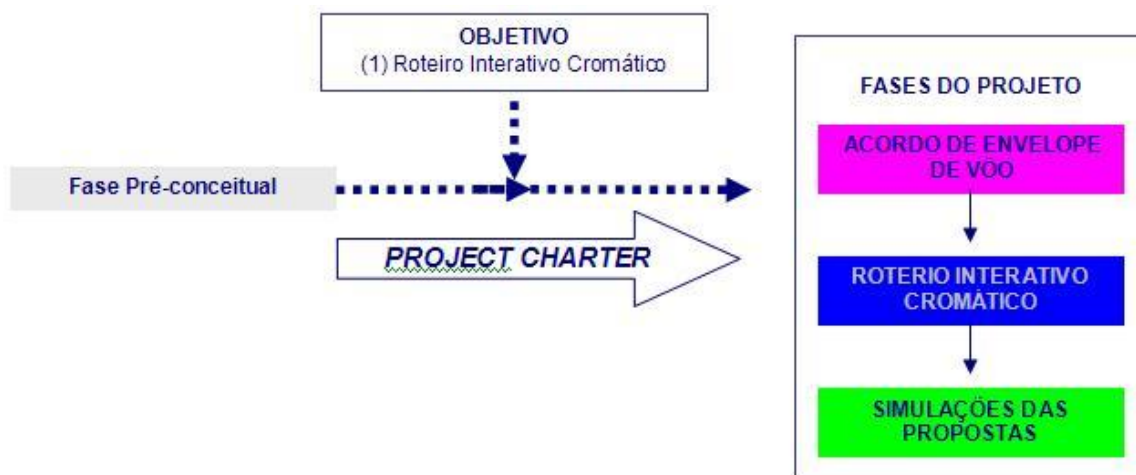 OBJETIVO
(1) Roteiro Interativo Cromático
Fase Pré-conceitual
PROJECT CHARTER
FASES DO PROJETO
ACORDO DE ENVELOPE
DE VÔO
ROTERIO INTERATIVO
CROMÁTICO
SIMULAÇÕES DAS
PROPOSTAS